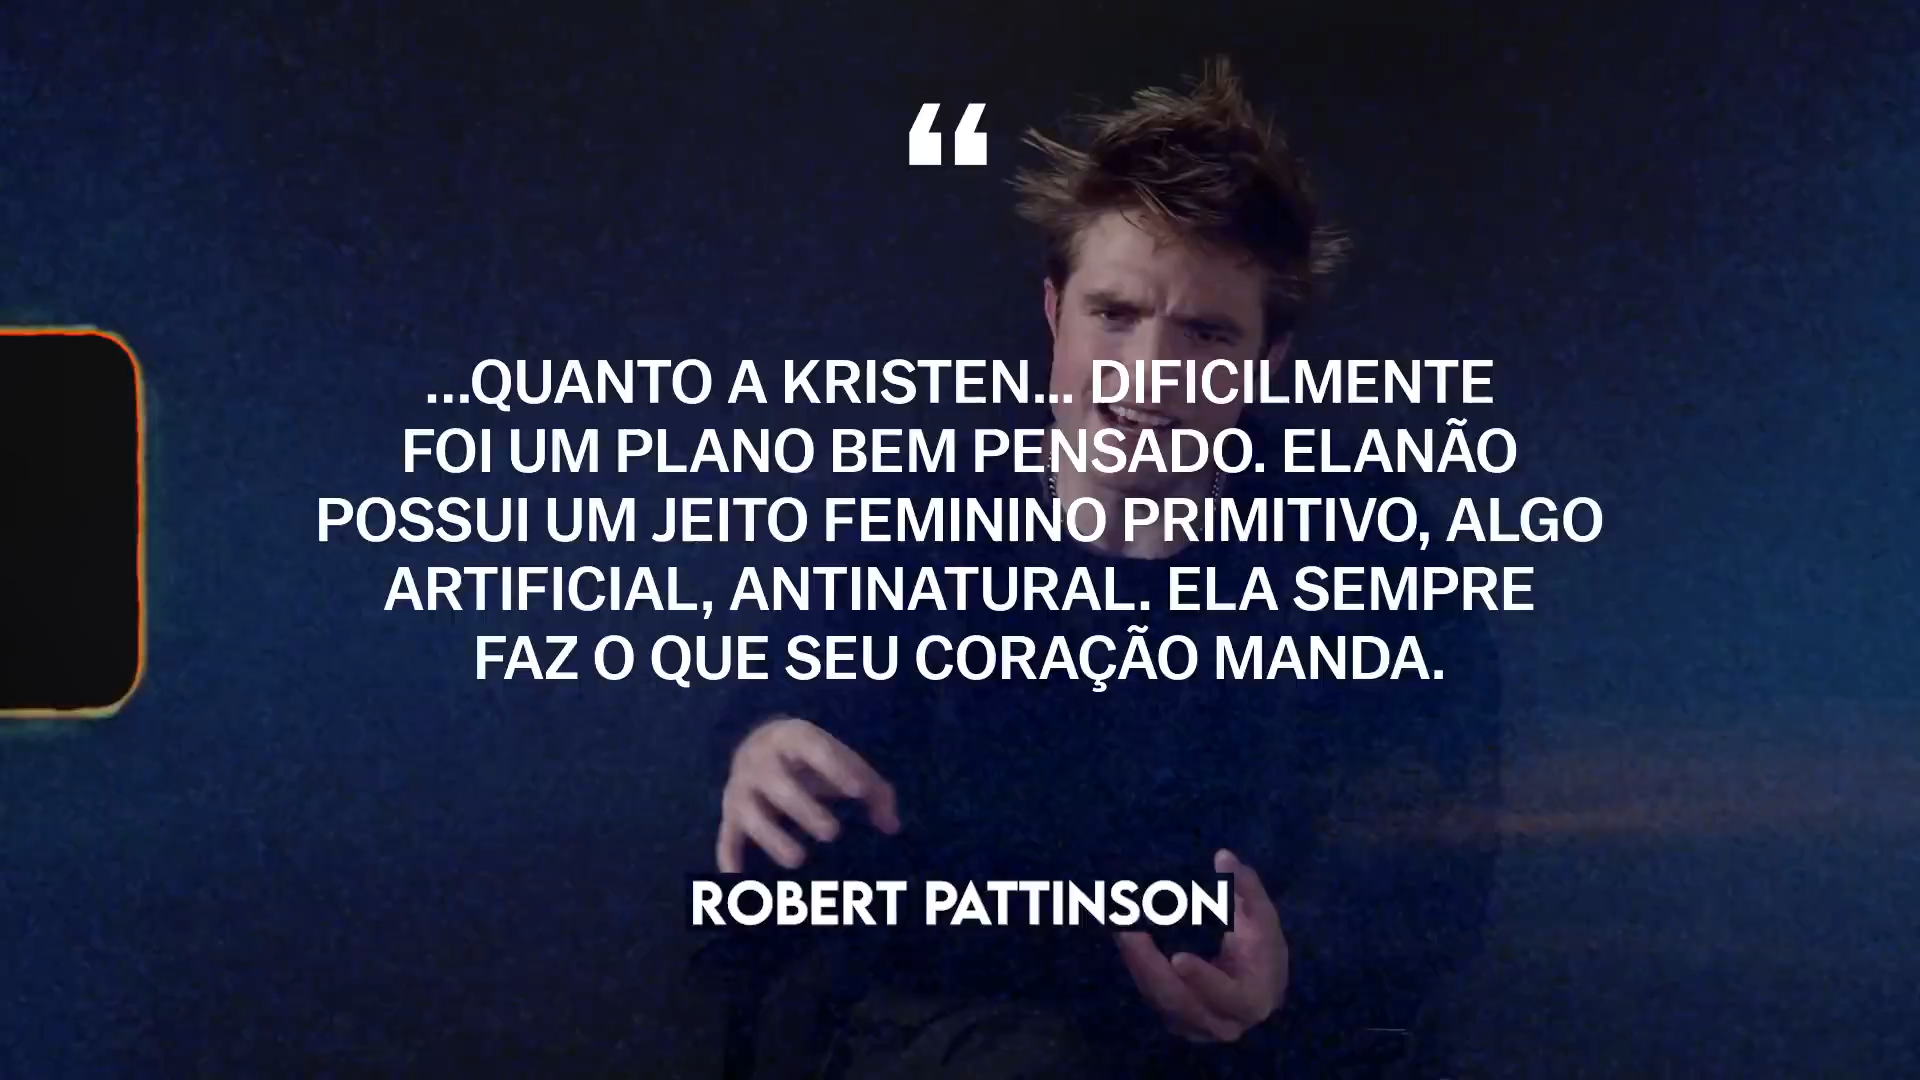 “
...QUANTO A KRISTEN... DIFICILMENTE
FOI UM PLANO BEM PENSADO. ELANÃO
POSSUI UM JEITO FEMININO PRIMITIVO, ALGO
ARTIFICIAL, ANTINATURAL. ELA SEMPRE
FAZ O QUE SEU CORAÇÃO MANDA.
ROBERT PATTINSON